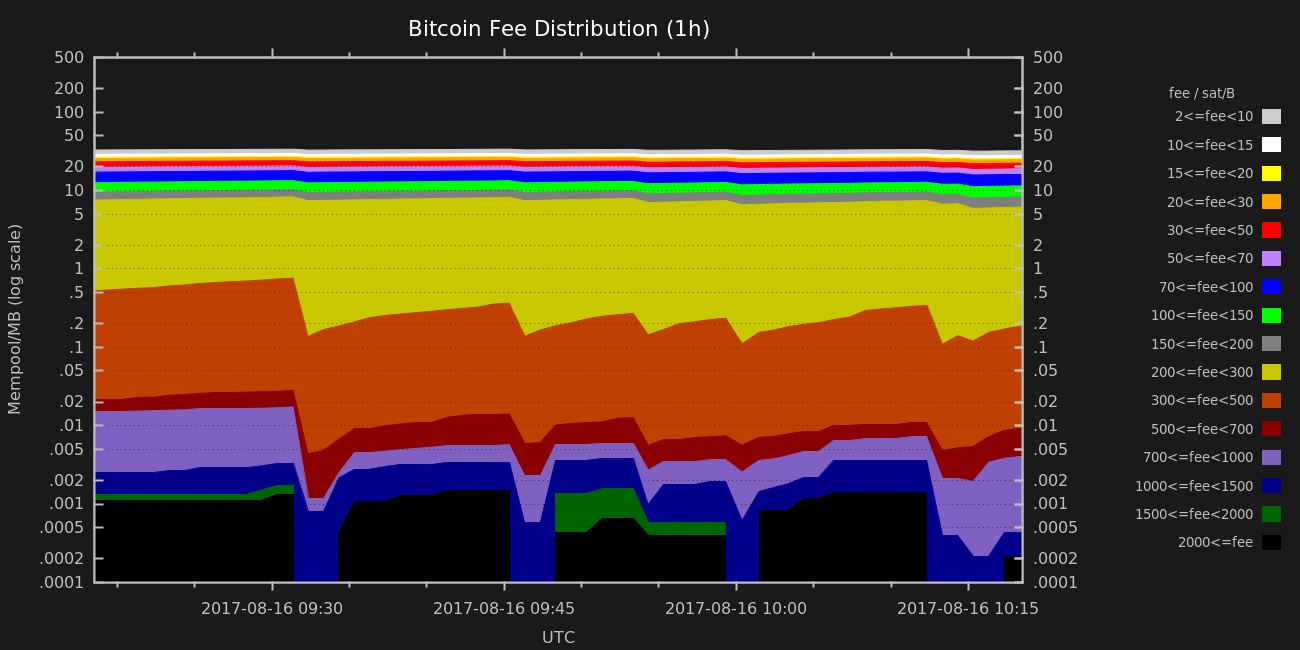 Bitcoin Fee Distribution (1h)
500
200
100
50
20
10
5
2
1
.5
.2
.1
.05
.02
.01
.005
.002
.001
.0005
.0002
.0001
Mempool/MB (log scale)
500
200
100
50
20
10
5
2
1
.5
.2
.1
.05
.02
.01
.005
.002
.001
.0005
.0002
.0001
2017-08-16 09:30
2017-08-16 09:45
2017-08-16 10:00
2017-08-16 10:15
UTC
fee / sat/B
2<=fee<10
10<=fee<15
15<=fee<20
20<=fee<30
30<=fee<50
50<=fee<70
70<=fee<100
100<=fee<150
150<=fee<200
200<=fee<300
300<=fee<500
500<=fee<700
700<=fee<1000
1000<=fee<1500
1500<=fee<2000
2000<=fee